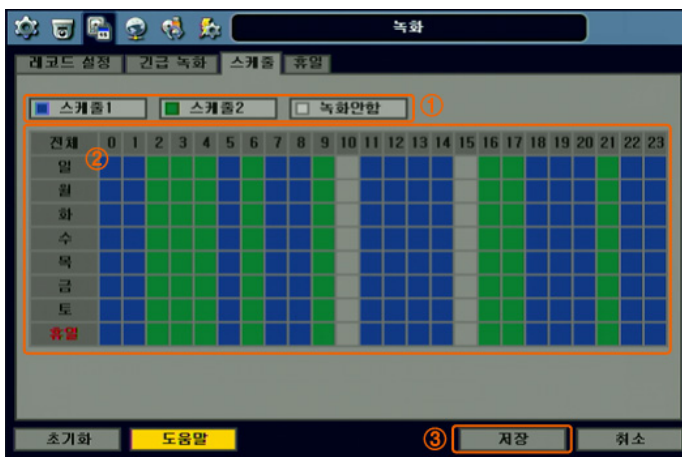 녹화
레코드 설정 긴급 녹화 스케줄 휴일
스케줄1 스케줄2 녹화안함 ①
전체 0 1 2 3 4 5 6 7 8 9 10 11 12 13 14 15 16 17 18 19 20 21 22 23
②
일
월
화
수
목
금
토
휴일
초기화 도움말 ③ 저장 취소